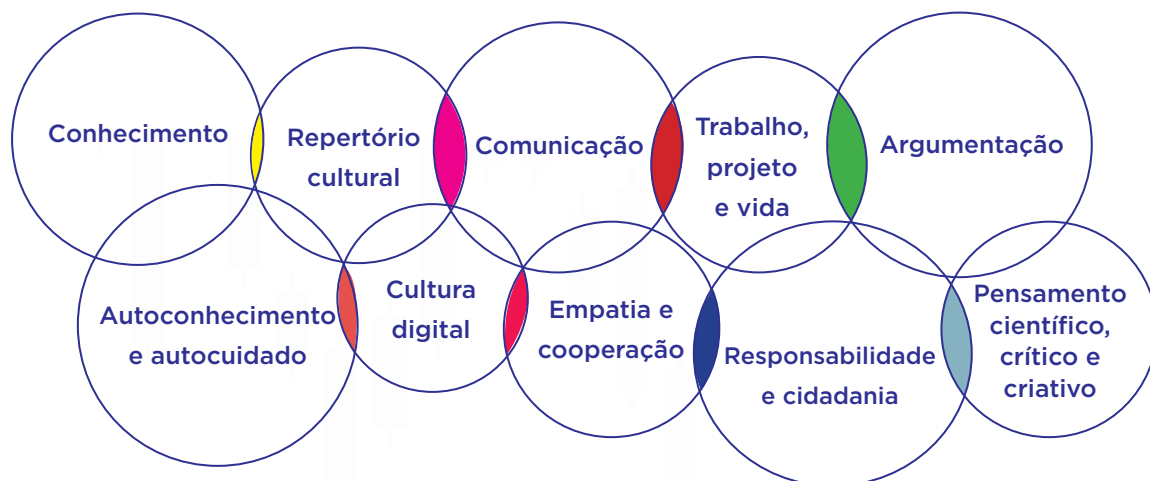 Conhecimento
Repertório
cultural
Comunicação
Trabalho,
projeto
e vida
Argumentação
Autoconhecimento
e autocuidado
Cultura
digital
Empatia e
cooperação
Responsabilidade
e cidadania
Pensamento
científico,
crítico e
criativo